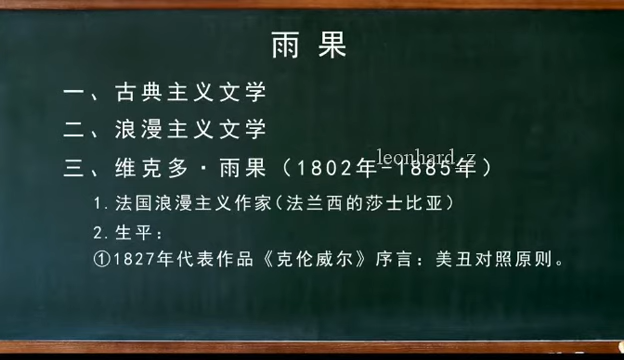 雨果
一、古典主义文学
二、浪漫主义文学
leonhard_z
三、维克多·雨果（1802年-1885年）
1.法国浪漫主义作家（法兰西的莎士比亚）
2.生平：
①1827年代表作品《克伦威尔》序言：美丑对照原则。